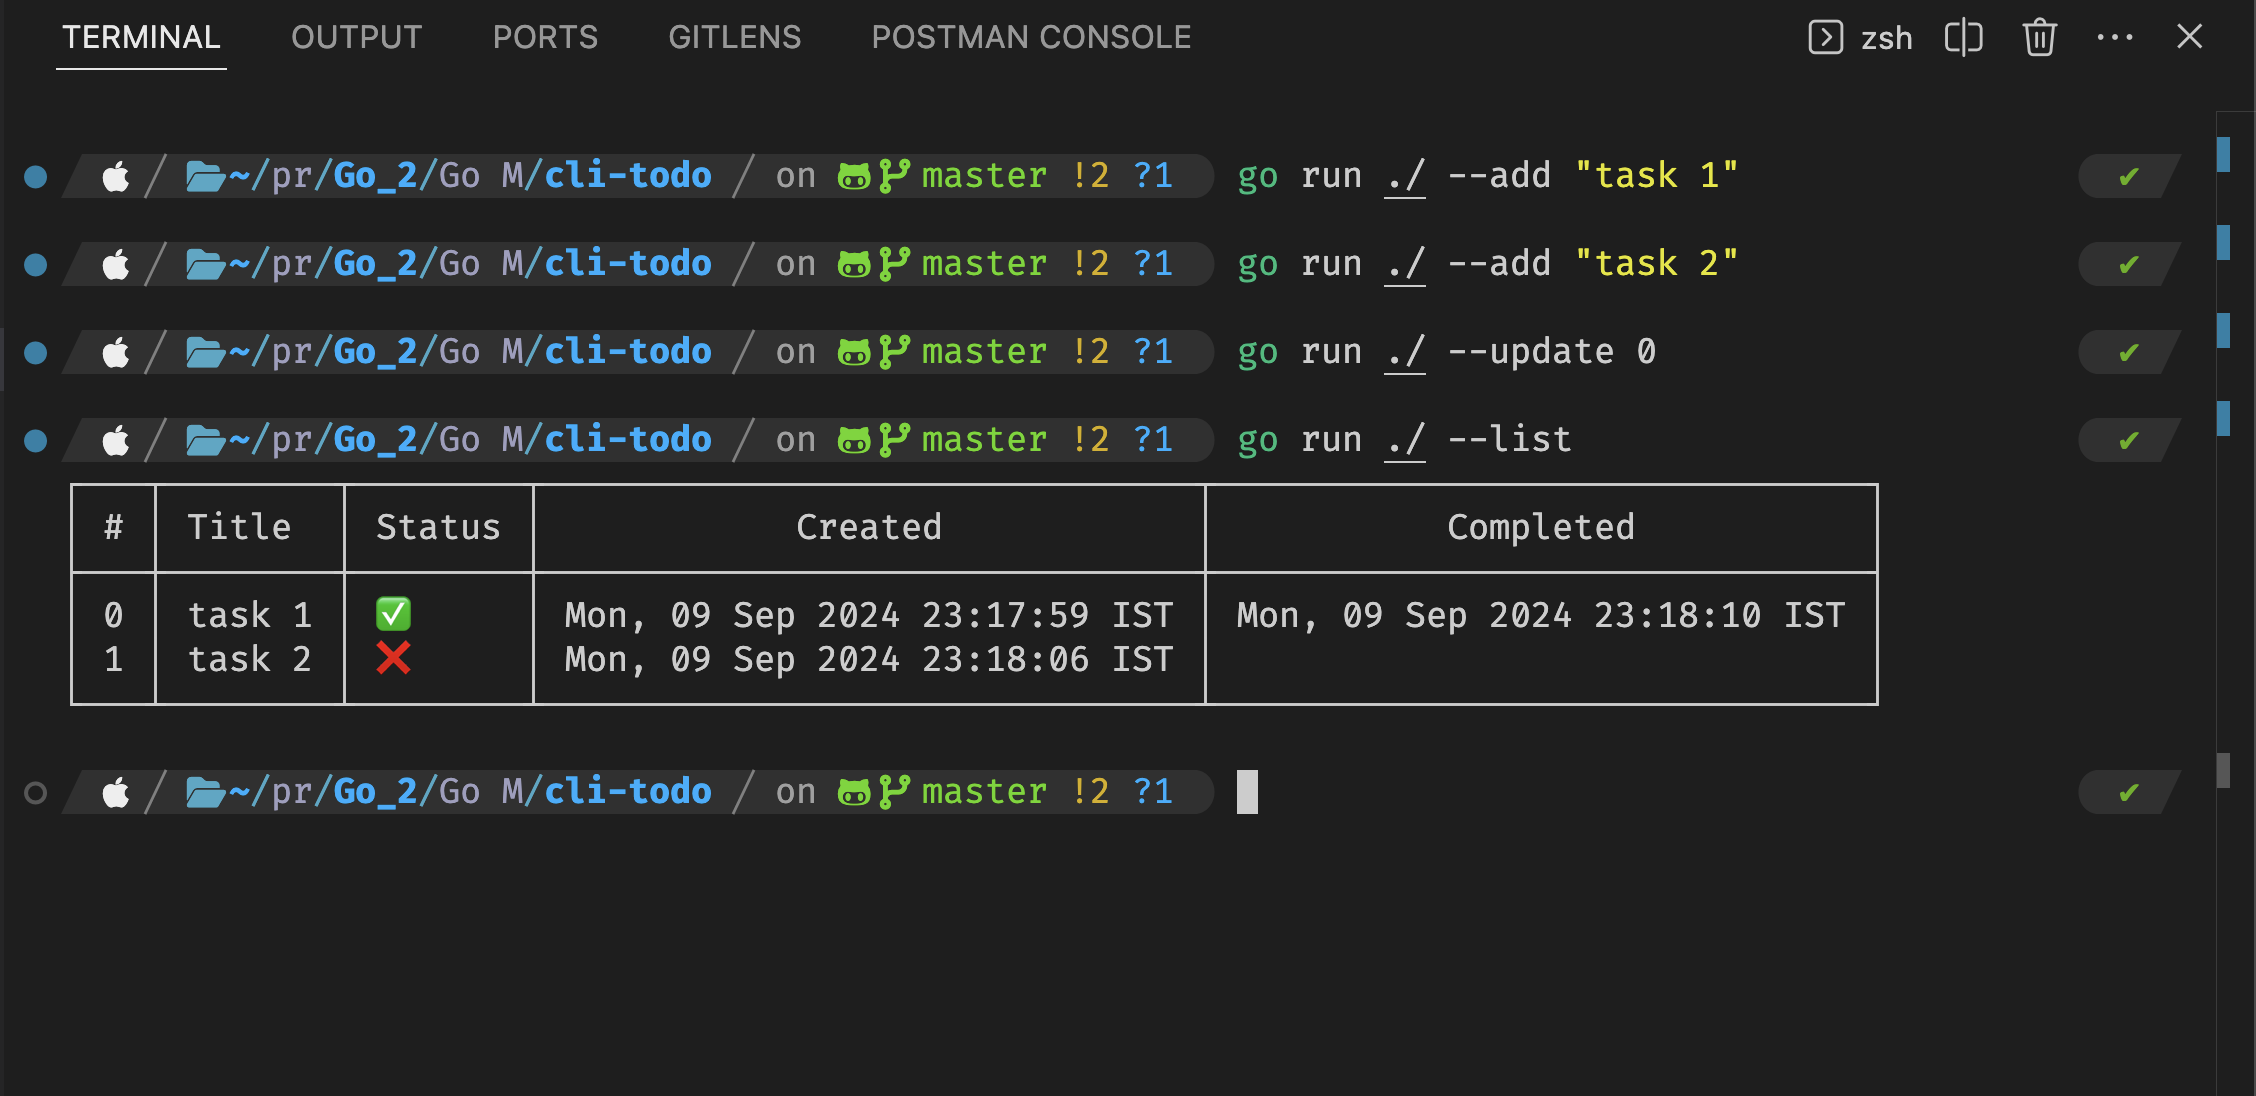 TERMINAL OUTPUT PORTS GITLENS POSTMAN CONSOLE zsh
~/pr/Go_2/Go M/cli-todo on master !2 ?1 go run ./ --add "task 1" ✔
~/pr/Go_2/Go M/cli-todo on master !2 ?1 go run ./ --add "task 2" ✔
~/pr/Go_2/Go M/cli-todo on master !2 ?1 go run ./ --update 0 ✔
~/pr/Go_2/Go M/cli-todo on master !2 ?1 go run ./ --list ✔
# Title Status Created Completed
0 task 1 ✅ Mon, 09 Sep 2024 23:17:59 IST Mon, 09 Sep 2024 23:18:10 IST
1 task 2 ❌ Mon, 09 Sep 2024 23:18:06 IST
~/pr/Go_2/Go M/cli-todo on master !2 ?1 ✔